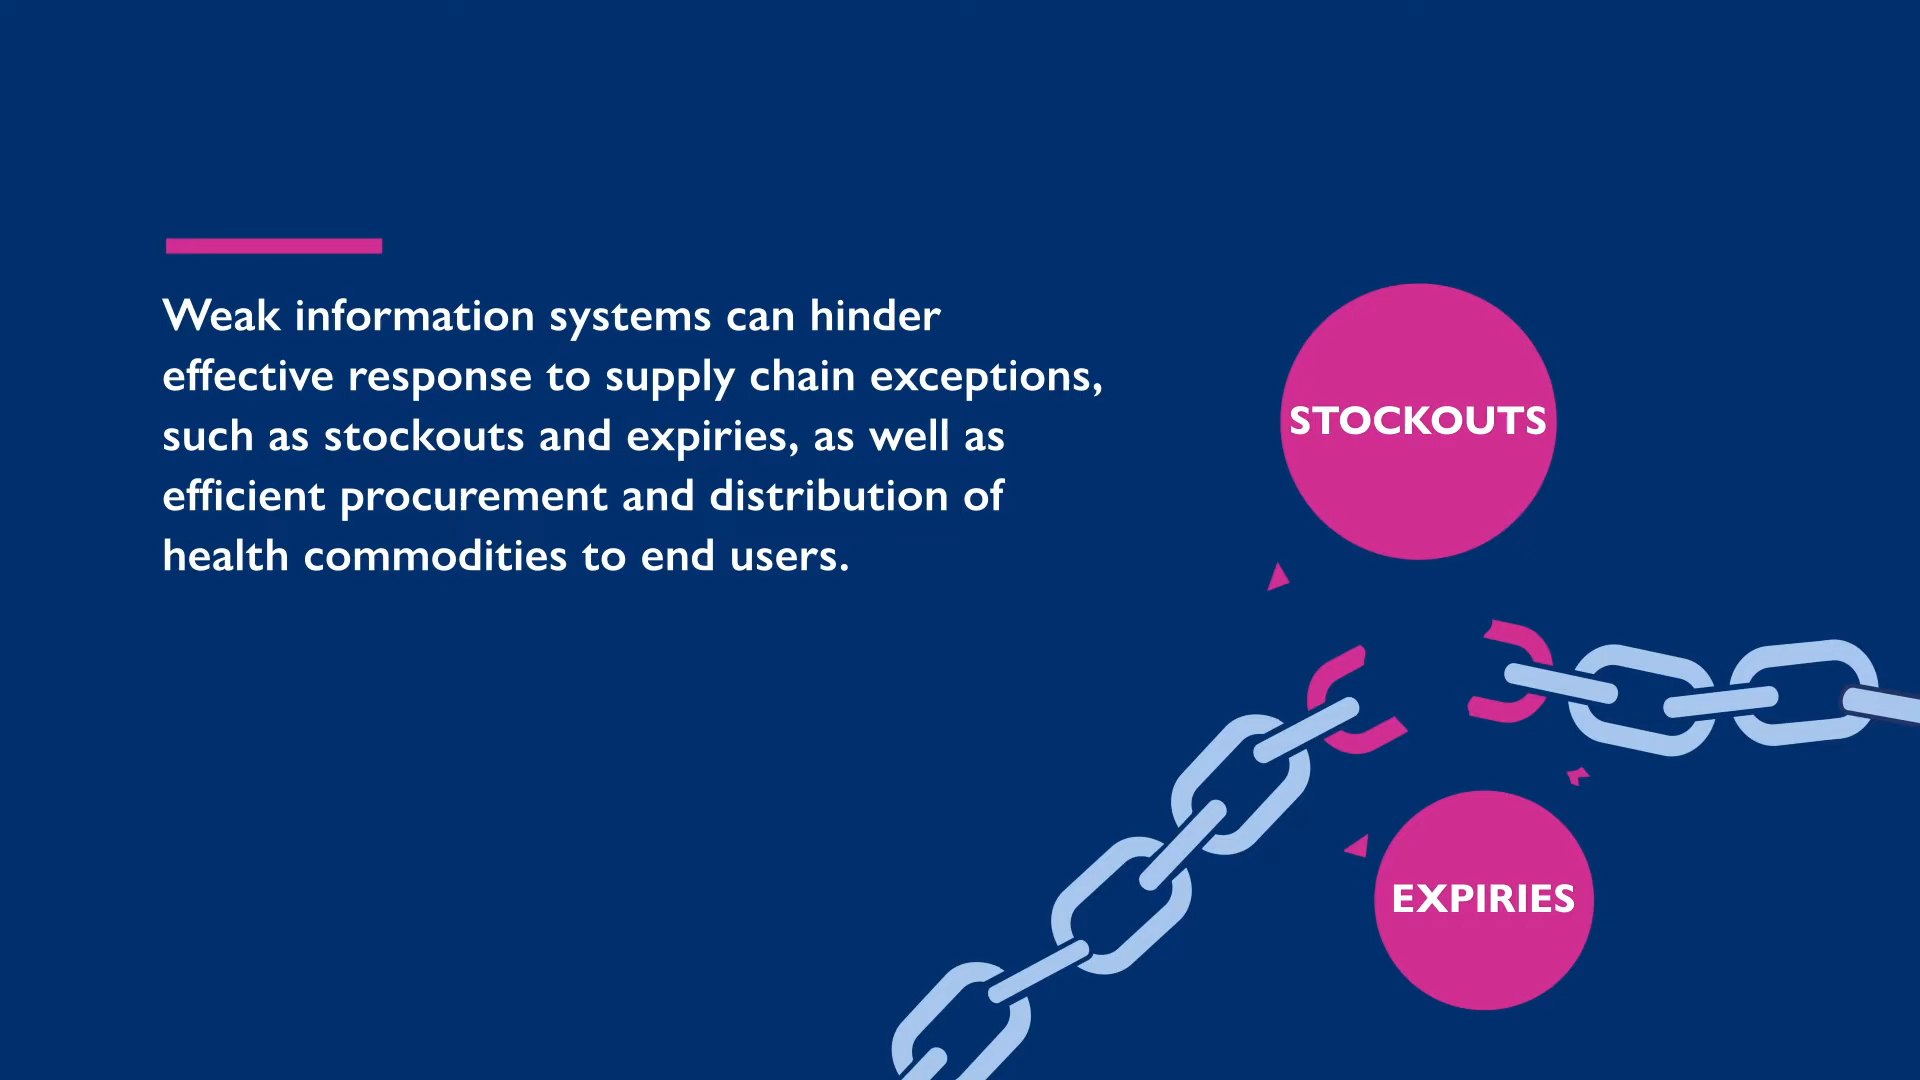 Weak information systems can hinder
effective response to supply chain exceptions,
such as stockouts and expiries, as well as
efficient procurement and distribution of
health commodities to end users.
STOCKOUTS
EXPIRIES